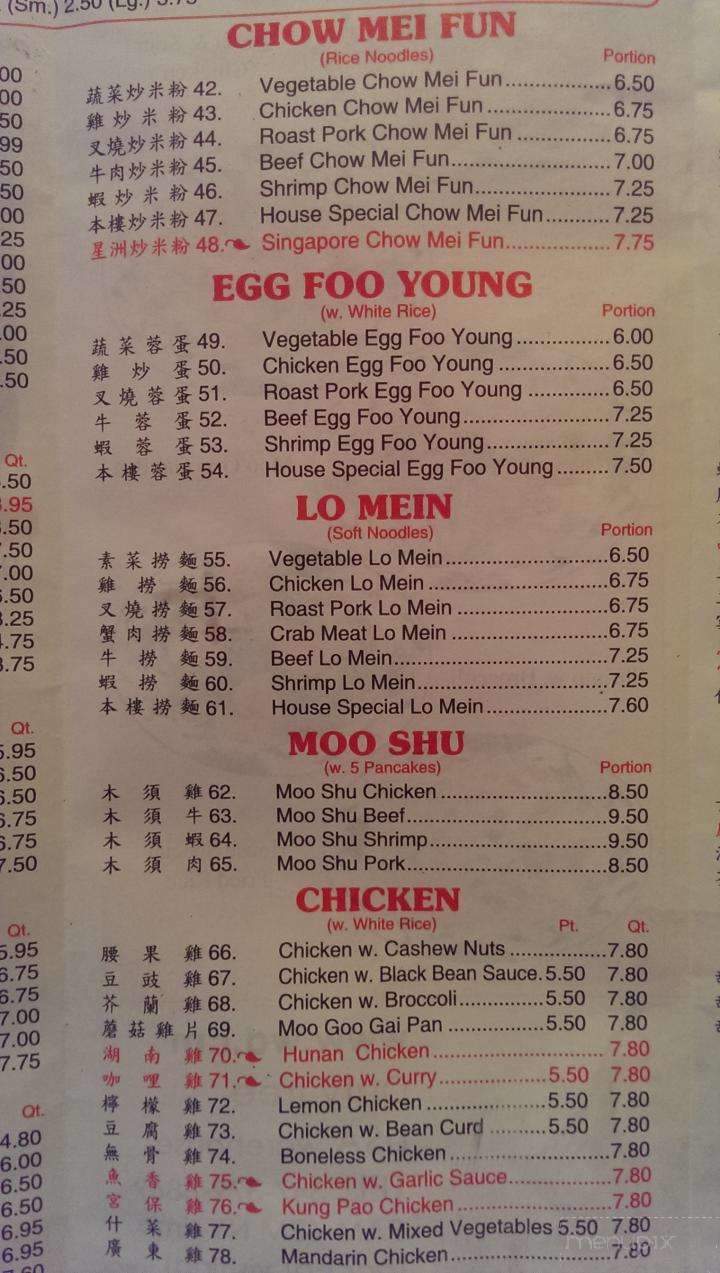 (Sm.) 2.50 (Lg.) 3.75
CHOW MEI FUN
(Rice Noodles) Portion
蔬菜炒米粉 42. Vegetable Chow Mei Fun 6.50
雞炒米粉 43. Chicken Chow Mei Fun 6.75
叉燒炒米粉 44. Roast Pork Chow Mei Fun 6.75
牛肉炒米粉 45. Beef Chow Mei Fun 7.00
蝦炒米粉 46. Shrimp Chow Mei Fun 7.25
本樓炒米粉 47. House Special Chow Mei Fun 7.25
星洲炒米粉 48. Singapore Chow Mei Fun 7.75
EGG FOO YOUNG
(w. White Rice) Portion
蔬菜蓉蛋 49. Vegetable Egg Foo Young 6.00
雞炒蛋 50. Chicken Egg Foo Young 6.50
叉燒蓉蛋 51. Roast Pork Egg Foo Young 6.50
牛蓉蛋 52. Beef Egg Foo Young 7.25
蝦蓉蛋 53. Shrimp Egg Foo Young 7.25
本樓蓉蛋 54. House Special Egg Foo Young 7.50
LO MEIN
(Soft Noodles) Portion
素菜撈麵 55. Vegetable Lo Mein 6.50
雞撈麵 56. Chicken Lo Mein 6.75
叉燒撈麵 57. Roast Pork Lo Mein 6.75
蟹肉撈麵 58. Crab Meat Lo Mein 6.75
牛撈麵 59. Beef Lo Mein 7.25
蝦撈麵 60. Shrimp Lo Mein 7.25
本樓撈麵 61. House Special Lo Mein 7.60
MOO SHU
(w. 5 Pancakes) Portion
木須雞 62. Moo Shu Chicken 8.50
木須牛 63. Moo Shu Beef 9.50
木須蝦 64. Moo Shu Shrimp 9.50
木須肉 65. Moo Shu Pork 8.50
CHICKEN
(w. White Rice) Pt. Qt.
腰果雞 66. Chicken w. Cashew Nuts 7.80
豆豉雞 67. Chicken w. Black Bean Sauce. 5.50 7.80
芥蘭雞 68. Chicken w. Broccoli 5.50 7.80
蘑菇雞片 69. Moo Goo Gai Pan 5.50 7.80
湖南雞 70. Hunan Chicken 7.80
咖哩雞 71. Chicken w. Curry 5.50 7.80
檸檬雞 72. Lemon Chicken 5.50 7.80
豆腐雞 73. Chicken w. Bean Curd 5.50 7.80
無骨雞 74. Boneless Chicken 7.80
魚香雞 75. Chicken w. Garlic Sauce 7.80
宮保雞 76. Kung Pao Chicken 7.80
什菜雞 77. Chicken w. Mixed Vegetables 5.50 7.80
廣東雞 78. Mandarin Chicken 7.80
menupix